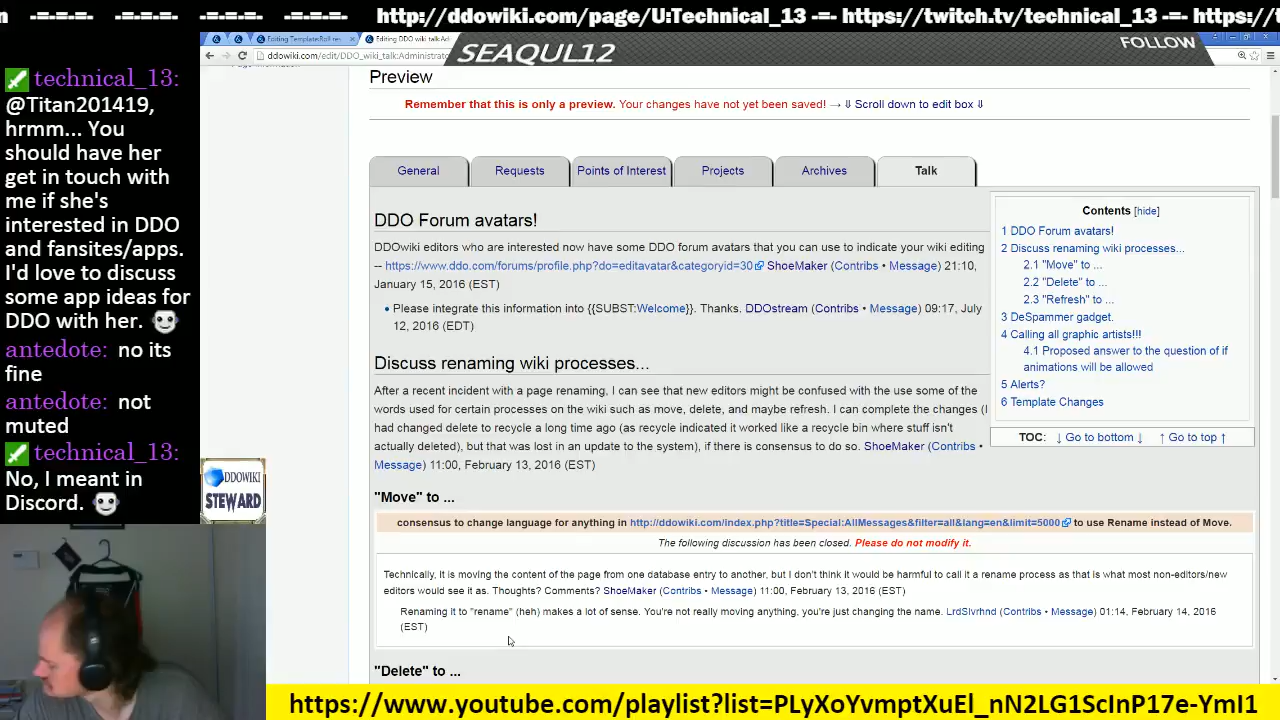 -=-=-=-    -=-=-=-    -=-=-=-    http://ddowiki.com/page/U:Technical_13 -=- https://twitch.tv/technical_13 -=- https://t
Editing Template:Roll res
Editing DDO wiki talk:Ad
SEAQUL12
FOLLOW
ddowiki.com/edit/DDO_wiki_talk:Administrato
technical_13:
@Titan201419,
hrmm... You
should have her
get in touch with
me if she's
interested in DDO
and fansites/apps.
I'd love to discuss
some app ideas for
DDO with her.
antedote: no its
fine
antedote: not
muted
technical_13:
No, I meant in
Discord.
DDOWIKI
STEWARD
Preview
Remember that this is only a preview. Your changes have not yet been saved! → ⇓ Scroll down to edit box ⇓
General
Requests
Points of Interest
Projects
Archives
Talk
DDO Forum avatars!
DDOwiki editors who are interested now have some DDO forum avatars that you can use to indicate your wiki editing
-- https://www.ddo.com/forums/profile.php?do=editavatar&categoryid=30 ShoeMaker (Contribs • Message) 21:10,
January 15, 2016 (EST)
• Please integrate this information into {{SUBST:Welcome}}. Thanks. DDOstream (Contribs • Message) 09:17, July
12, 2016 (EDT)
Discuss renaming wiki processes...
After a recent incident with a page renaming, I can see that new editors might be confused with the use some of the
words used for certain processes on the wiki such as move, delete, and maybe refresh. I can complete the changes (I
had changed delete to recycle a long time ago (as recycle indicated it worked like a recycle bin where stuff isn't
actually deleted), but that was lost in an update to the system), if there is consensus to do so. ShoeMaker (Contribs •
Message) 11:00, February 13, 2016 (EST)
Contents [hide]
1 DDO Forum avatars!
2 Discuss renaming wiki processes...
2.1 "Move" to ...
2.2 "Delete" to ...
2.3 "Refresh" to ...
3 DeSpammer gadget.
4 Calling all graphic artists!!!
4.1 Proposed answer to the question of if
animations will be allowed
5 Alerts?
6 Template Changes
TOC: ↓ Go to bottom ↓ ↑ Go to top ↑
"Move" to ...
consensus to change language for anything in http://ddowiki.com/index.php?title=Special:AllMessages&filter=all&lang=en&limit=5000 to use Rename instead of Move.
The following discussion has been closed. Please do not modify it.
Technically, it is moving the content of the page from one database entry to another, but I don't think it would be harmful to call it a rename process as that is what most non-editors/new
editors would see it as. Thoughts? Comments? ShoeMaker (Contribs • Message) 11:00, February 13, 2016 (EST)
Renaming it to "rename" (heh) makes a lot of sense. You're not really moving anything, you're just changing the name. LrdSlvrhnd (Contribs • Message) 01:14, February 14, 2016
(EST)
"Delete" to ...
https://www.youtube.com/playlist?list=PLyXoYvmptXuEl_nN2LG1ScInP17e-YmI1